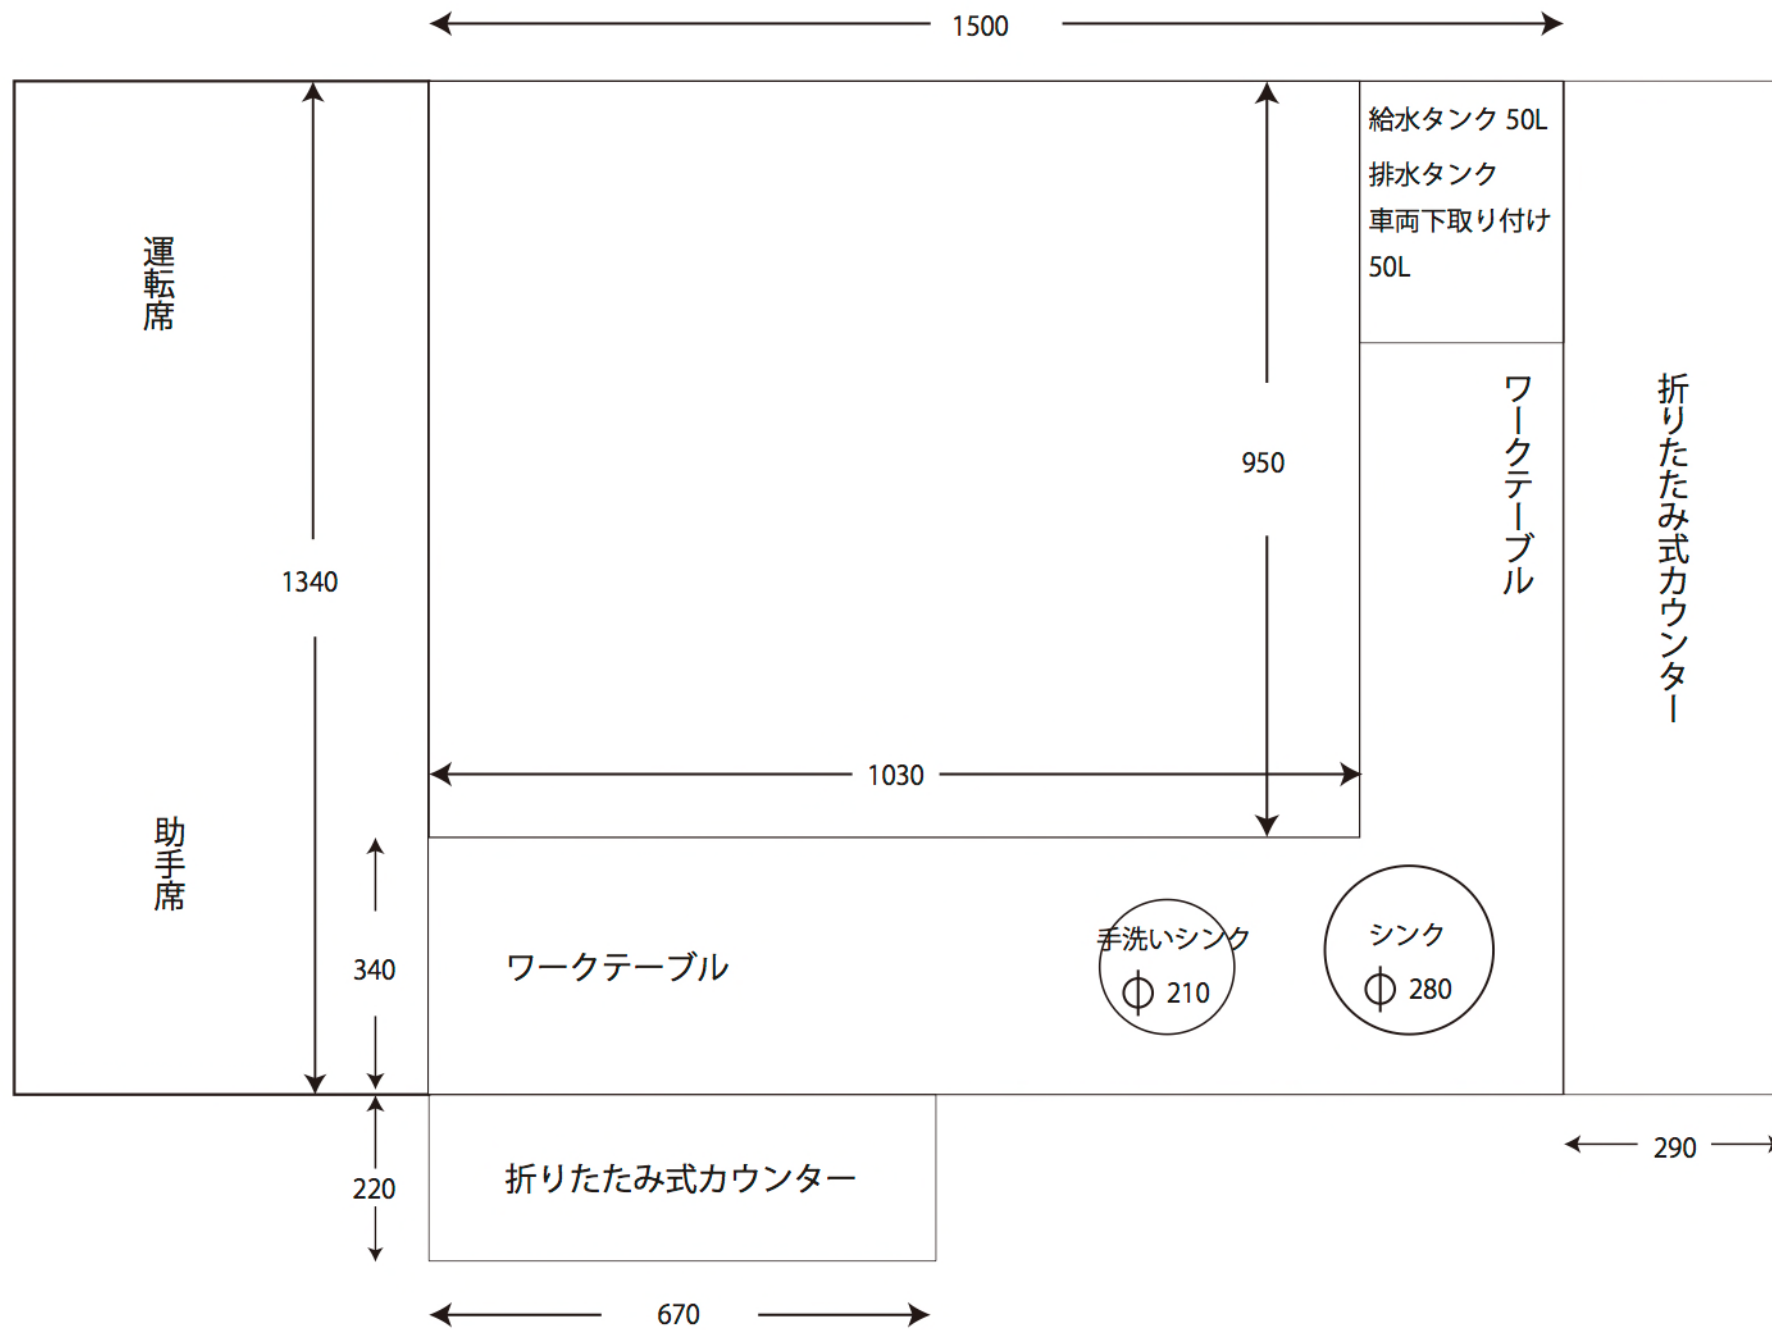 1500
給水タンク 50L
排水タンク
車両下取り付け
50L
運転席
ワークテーブル
折りたたみ式カウンター
950
1340
1030
助手席
手洗いシンク
210
シンク
280
340
ワークテーブル
290
220
折りたたみ式カウンター
670